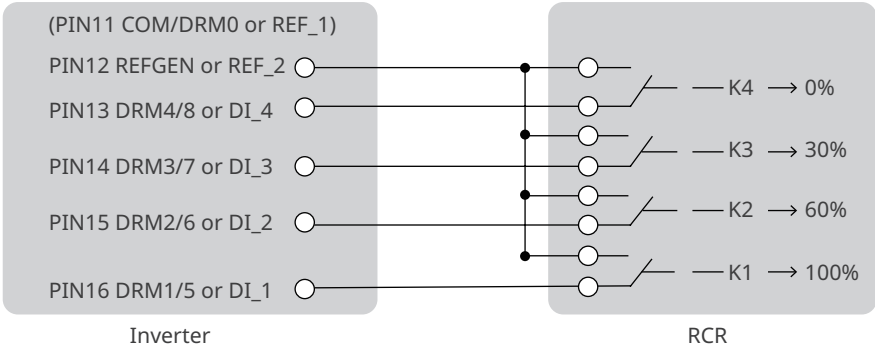 (PIN11 COM/DRM0 or REF_1)
PIN12 REFGEN or REF_2
PIN13 DRM4/8 or DI_4
K4 → 0%
PIN14 DRM3/7 or DI_3
K3 → 30%
PIN15 DRM2/6 or DI_2
K2 → 60%
PIN16 DRM1/5 or DI_1
K1 → 100%
Inverter
RCR